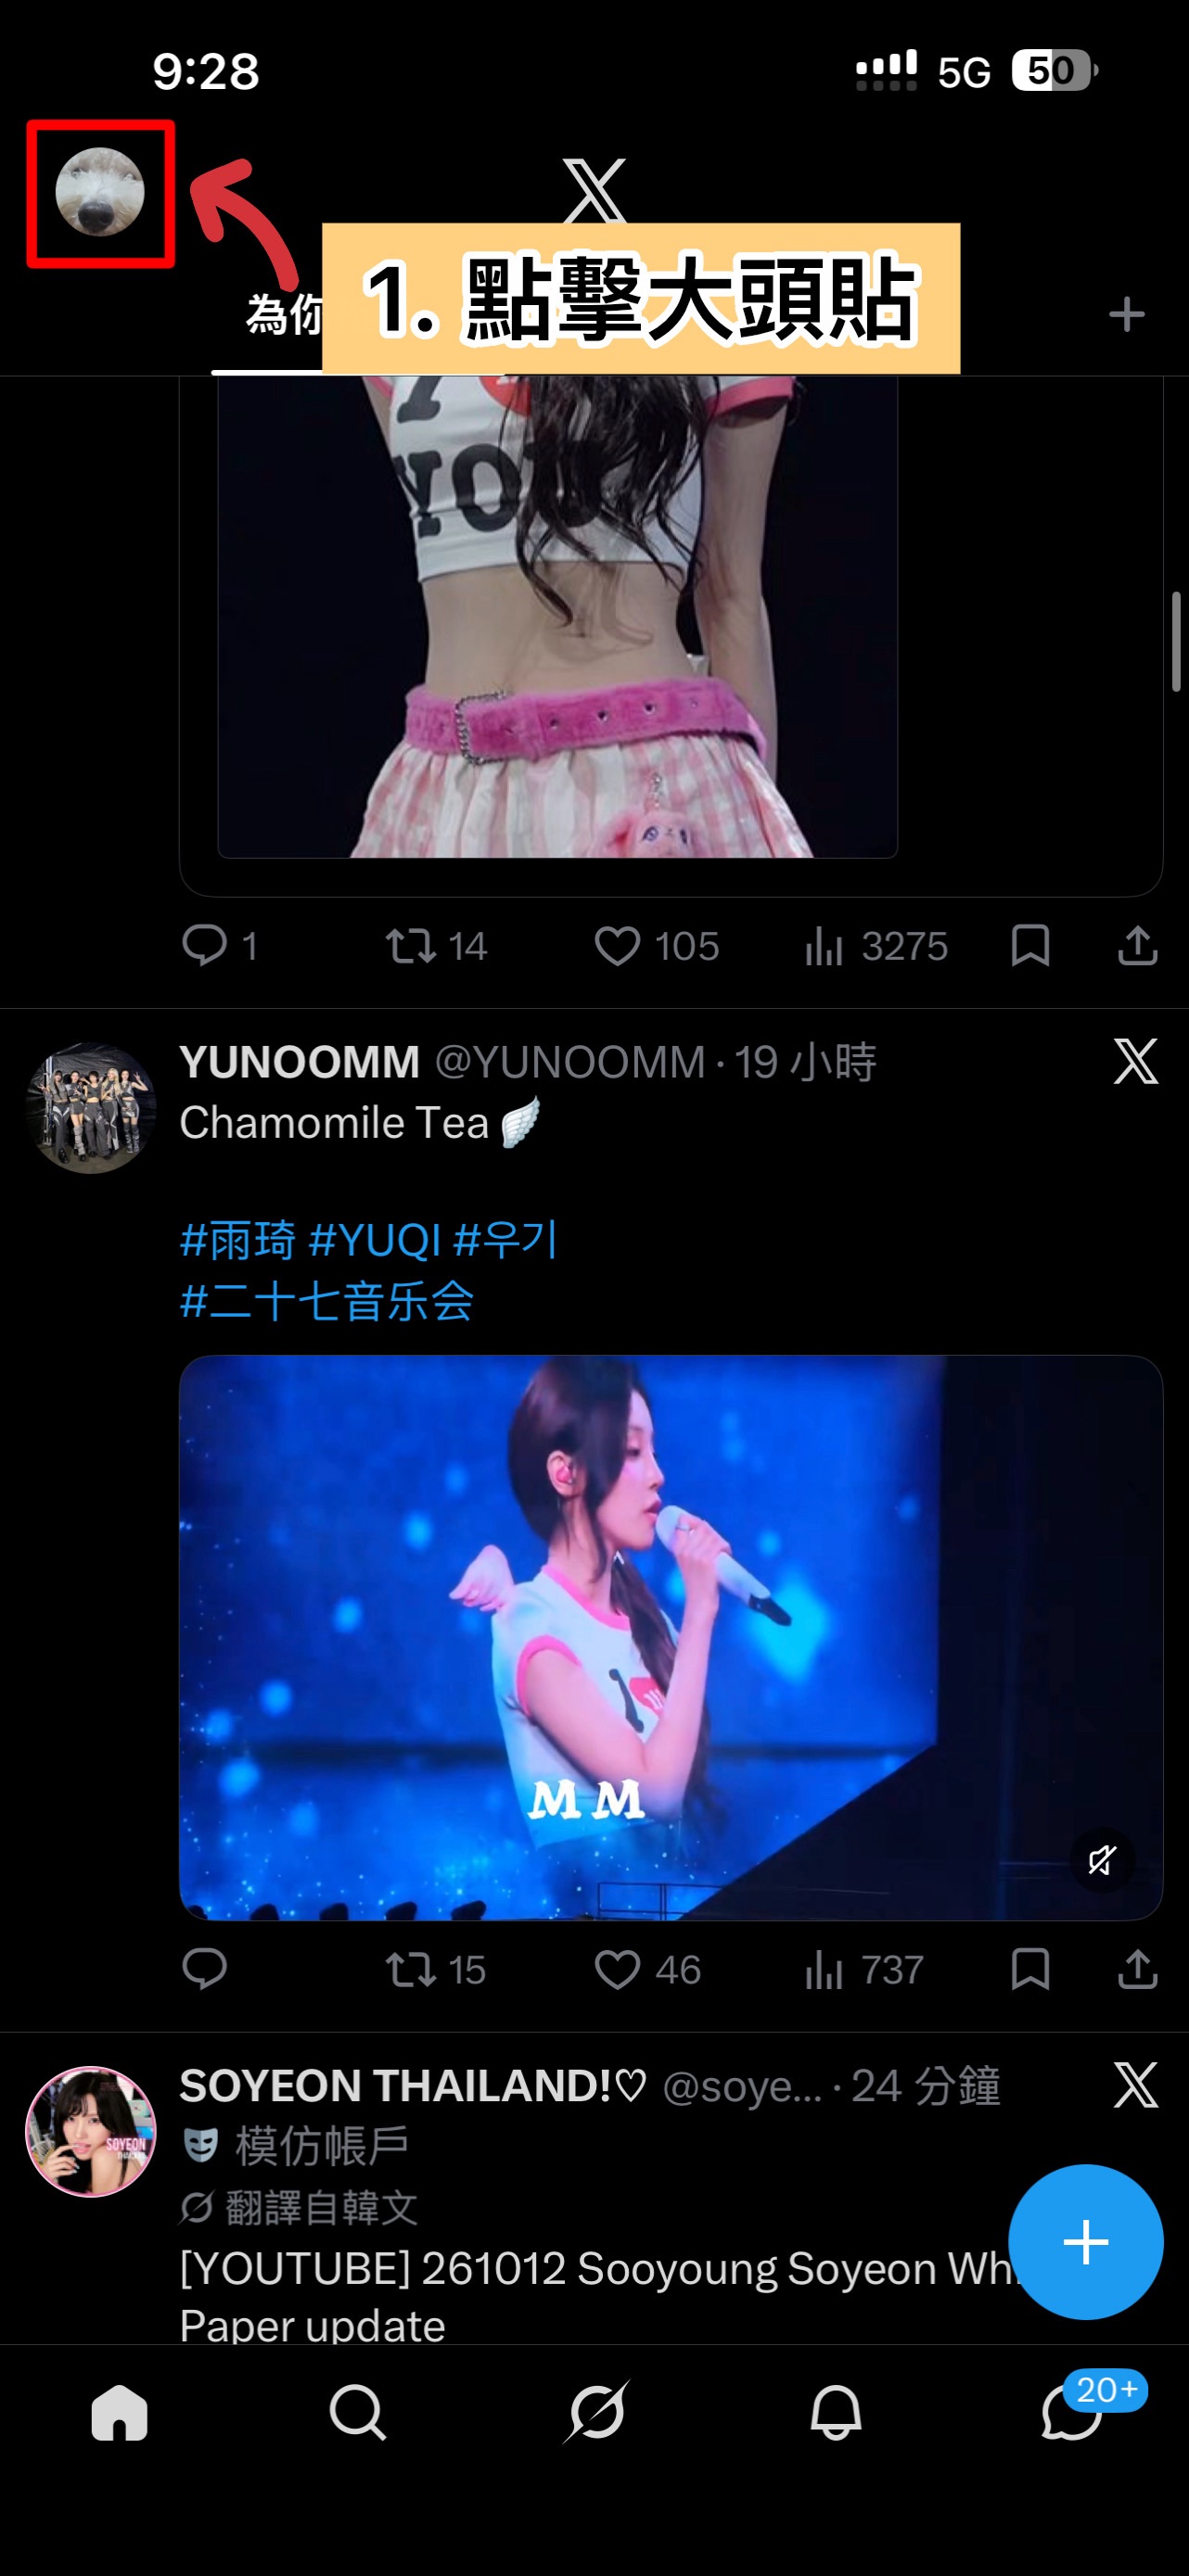 9:28
5G
50
1. 點擊大頭貼
為你
YOU
1
14
105
3275
YUNOOMM @YUNOOMM · 19 小時
Chamomile Tea🪽
#雨琦 #YUQI #우기
#二十七音乐会
I
MM
15
46
737
SOYEON THAILAND!♡ @soye... · 24 分鐘
🎭 模仿帳戶
翻譯自韓文
SOYEON
[YOUTUBE] 261012 Sooyoung Soyeon Wh
Paper update
20+